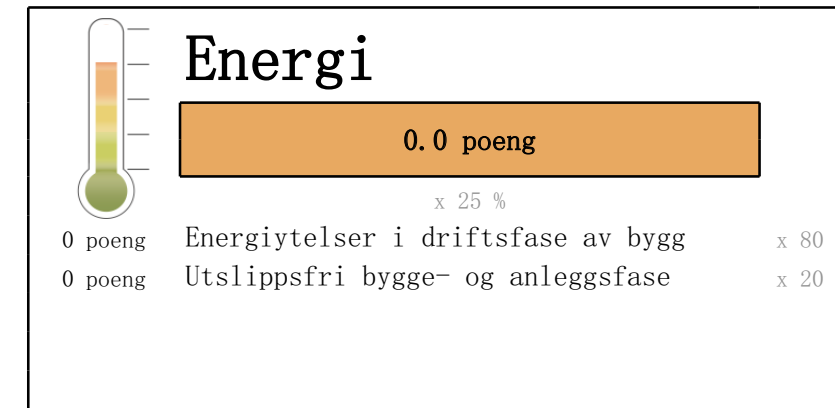 Energi
0.0 poeng
x 25 %
0 poeng Energiytelser i driftsfase av bygg x 80
0 poeng Utslippsfri bygge- og anleggsfase x 20